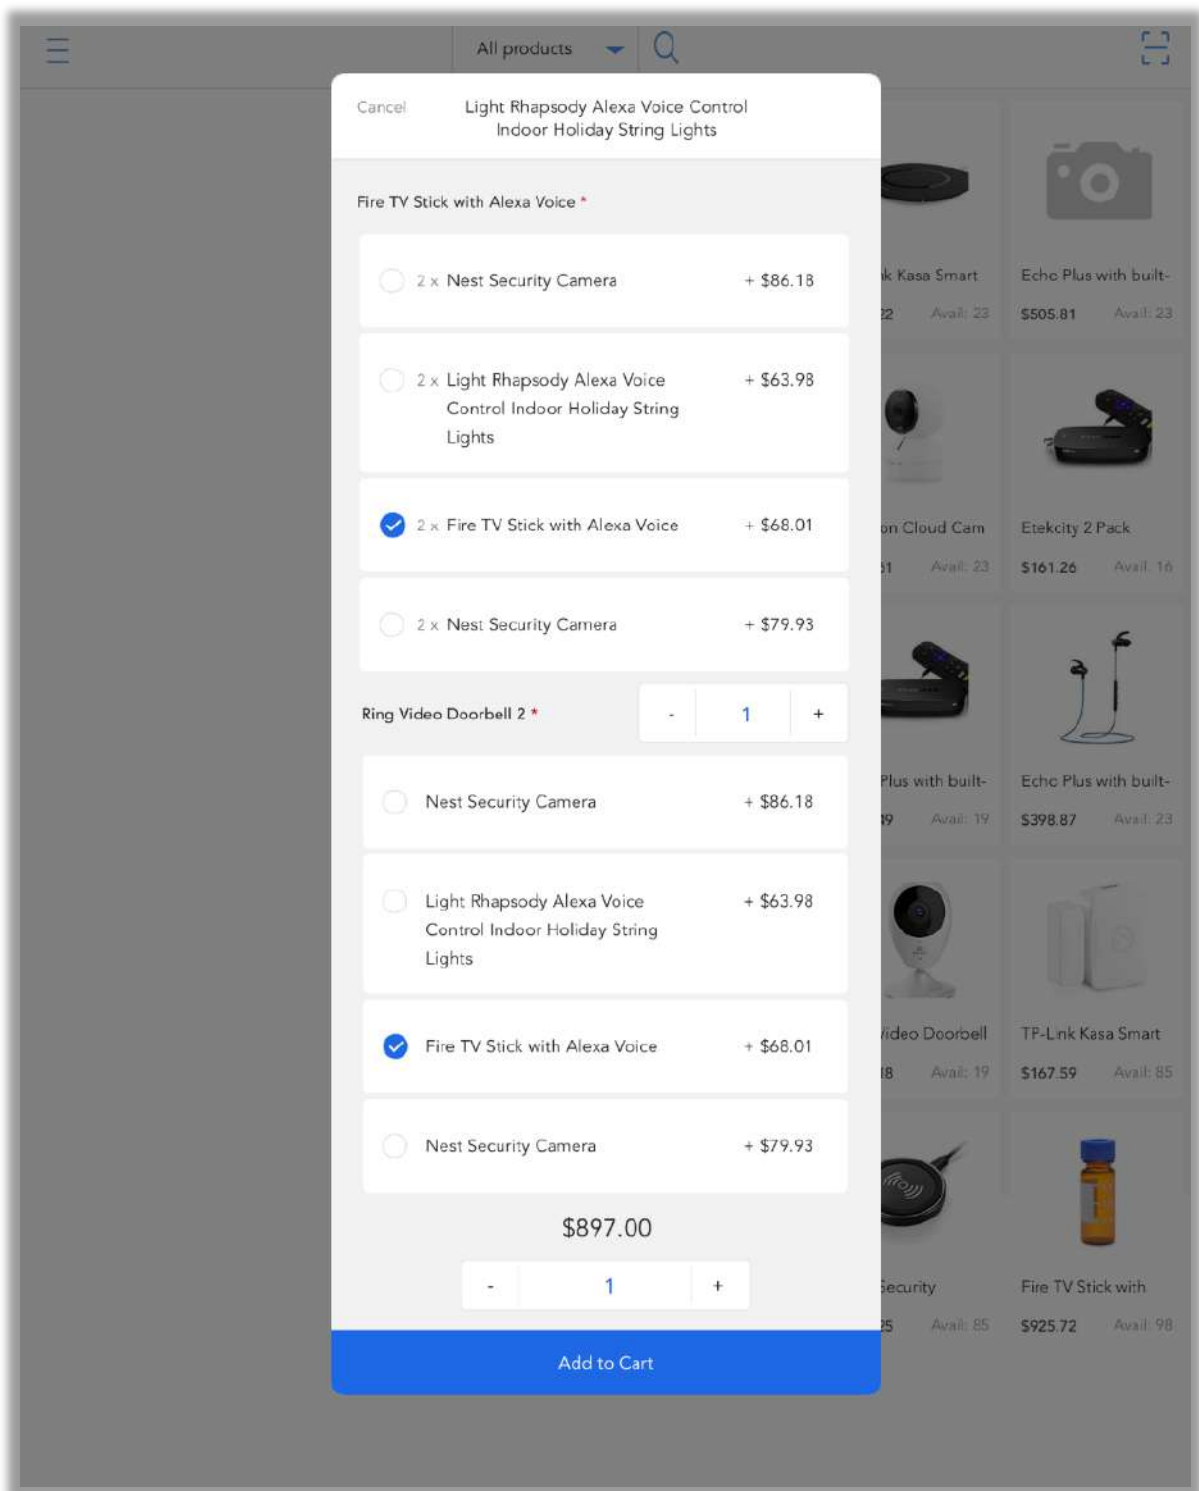 All products
Cancel
Light Rhapsody Alexa Voice Control
Indoor Holiday String Lights
Fire TV Stick with Alexa Voice *
2 x Nest Security Camera + $86.18
2 x Light Rhapsody Alexa Voice + $63.98
Control Indoor Holiday String
Lights
2 x Fire TV Stick with Alexa Voice + $68.01
2 x Nest Security Camera + $79.93
Ring Video Doorbell 2 * - 1 +
Nest Security Camera + $86.18
Light Rhapsody Alexa Voice + $63.98
Control Indoor Holiday String
Lights
Fire TV Stick with Alexa Voice + $68.01
Nest Security Camera + $79.93
$897.00
- 1 +
Add to Cart
Kasa Smart
22 Avail: 23
Echo Plus with built-
$505.81 Avail: 23
on Cloud Cam
Avail: 23
Etekcity 2 Pack
$161.26 Avail: 16
Plus with built-
Avail: 19
Echo Plus with built-
$398.87 Avail: 23
Video Doorbell
18 Avail: 19
TP-Link Kasa Smart
$167.59 Avail: 85
Security
25 Avail: 85
Fire TV Stick with
$925.72 Avail: 98